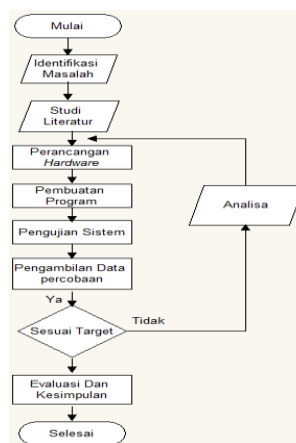 Mulai
Identifikasi
Masalah
Studi
Literatur
Perancangan
Hardware
Pembuatan
Program
Analisa
Pengujian Sistem
Pengambilan Data
percobaan
Ya
Tidak
Sesuai Target
Evaluasi Dan
Kesimpulan
Selesai